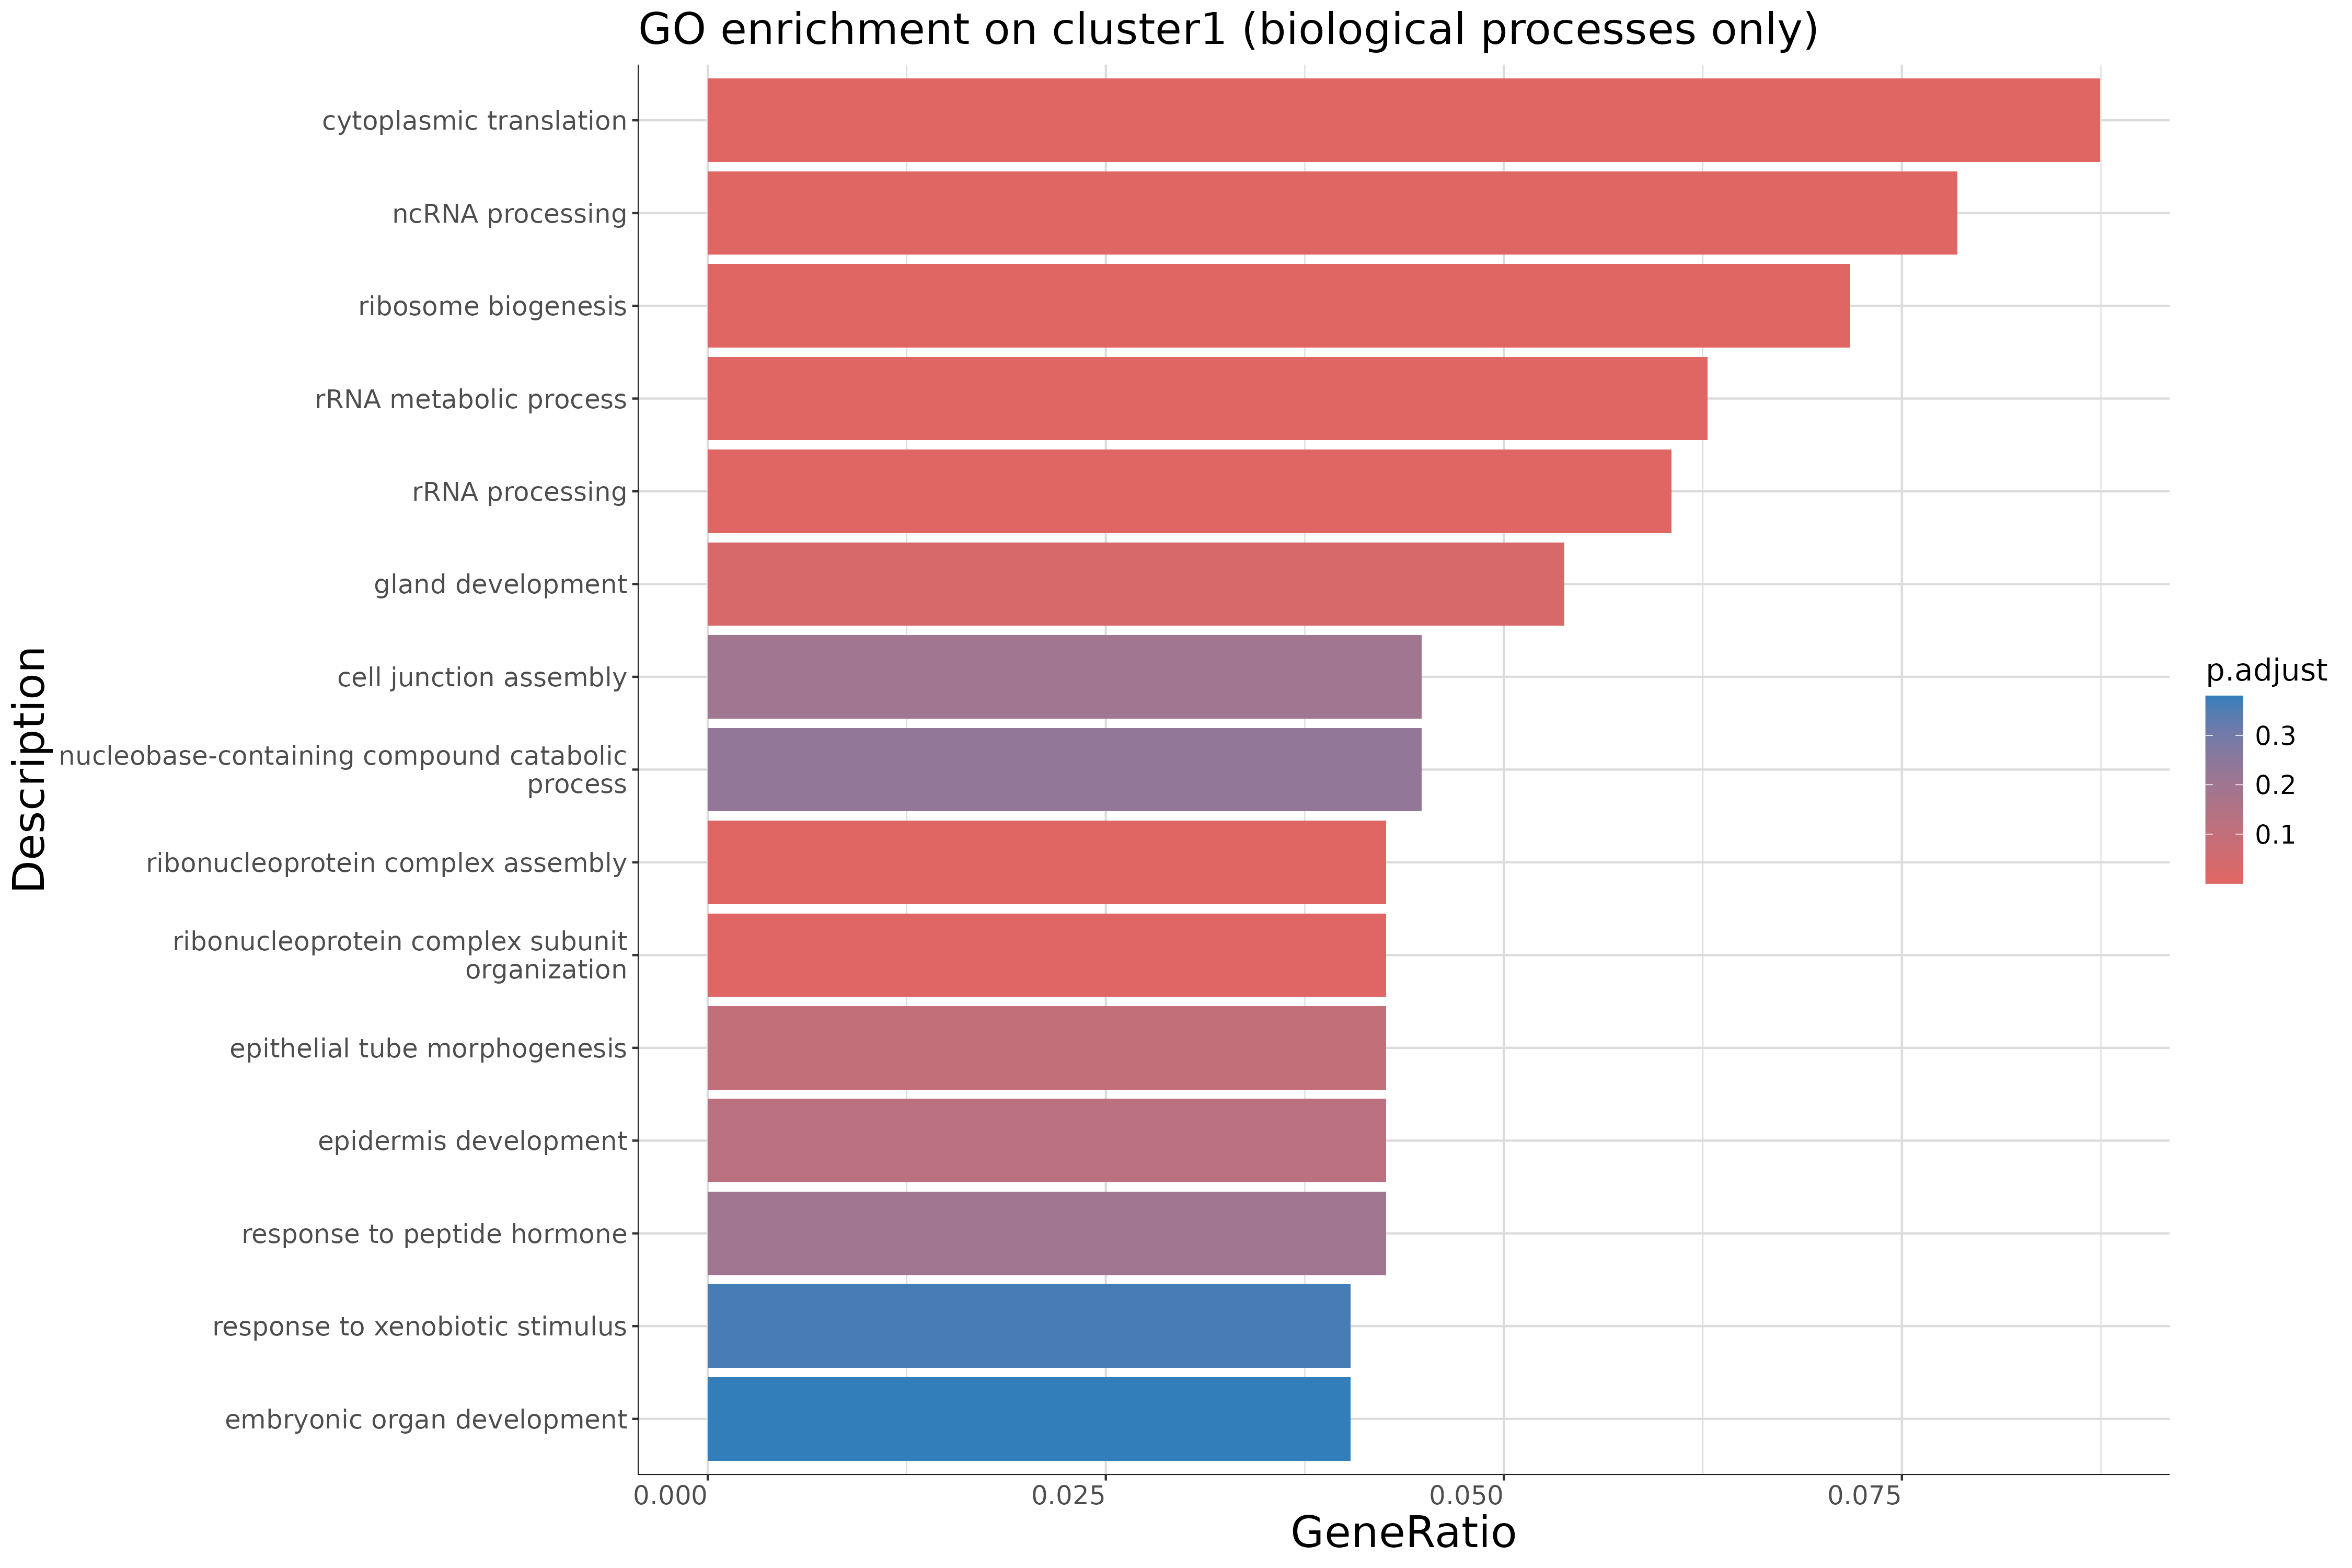 GO enrichment on cluster1 (biological processes only)
Description
cytoplasmic translation
ncRNA processing
ribosome biogenesis
rRNA metabolic process
rRNA processing
gland development
cell junction assembly
nucleobase-containing compound catabolic
process
ribonucleoprotein complex assembly
ribonucleoprotein complex subunit
organization
epithelial tube morphogenesis
epidermis development
response to peptide hormone
response to xenobiotic stimulus
embryonic organ development
0.000 0.025 0.050 0.075
GeneRatio
p.adjust
0.3
0.2
0.1